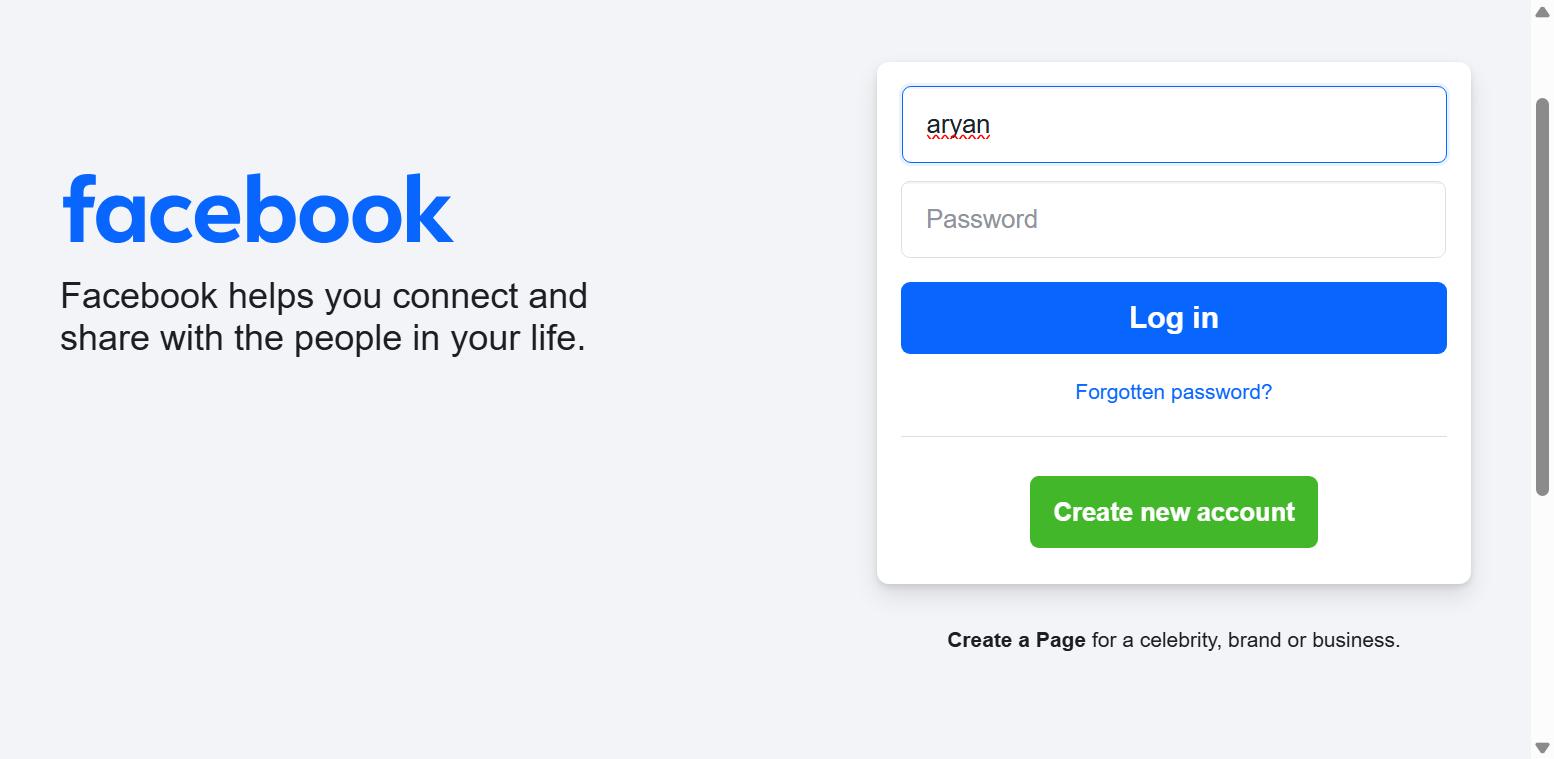 facebook
Facebook helps you connect and
share with the people in your life.
aryan
Password
Log in
Forgotten password?
Create new account
Create a Page for a celebrity, brand or business.